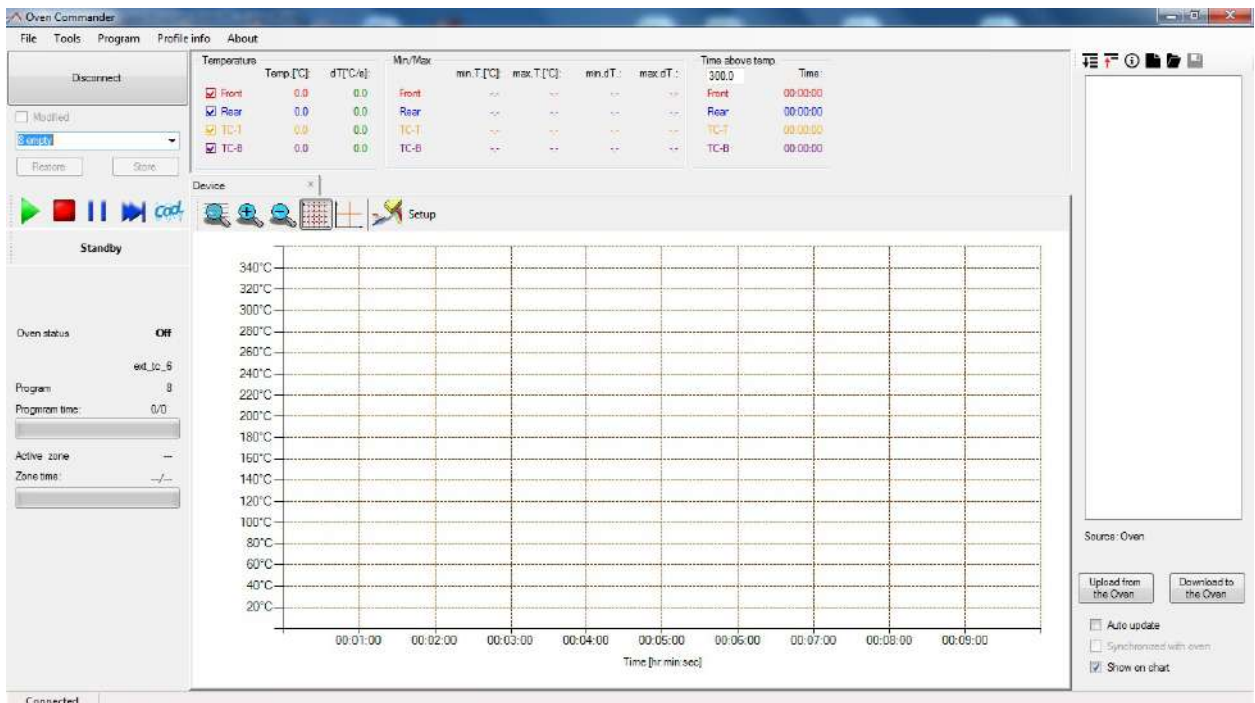 Oven Commander
File Tools Program Profile info About
Disconnect
Modified
8 empty
Restore Store
Standby
Oven status Off
ext_tc_6
Program 8
Progmram time: 0/0
Active zone --
Zone time: --/--
Temperature
Temp.[°C]: dT[°C/s]:
Front 0.0 0.0
Rear 0.0 0.0
TC-T 0.0 0.0
TC-B 0.0 0.0
Min/Max
min.T.[°C]: max.T.[°C]: min.dT.: max.dT.:
Front -.- -.- -.- -.-
Rear -.- -.- -.- -.-
TC-T -.- -.- -.- -.-
TC-B -.- -.- -.- -.-
Time above temp.
300.0 Time:
Front 00:00:00
Rear 00:00:00
TC-T 00:00:00
TC-B 00:00:00
Device
Setup
340°C
320°C
300°C
280°C
260°C
240°C
220°C
200°C
180°C
160°C
140°C
120°C
100°C
80°C
60°C
40°C
20°C
00:01:00 00:02:00 00:03:00 00:04:00 00:05:00 00:06:00 00:07:00 00:08:00 00:09:00
Time [hr:min:sec]
Source: Oven
Upload from
the Oven
Download to
the Oven
Auto update
Synchronized with oven
Show on chart
Connected